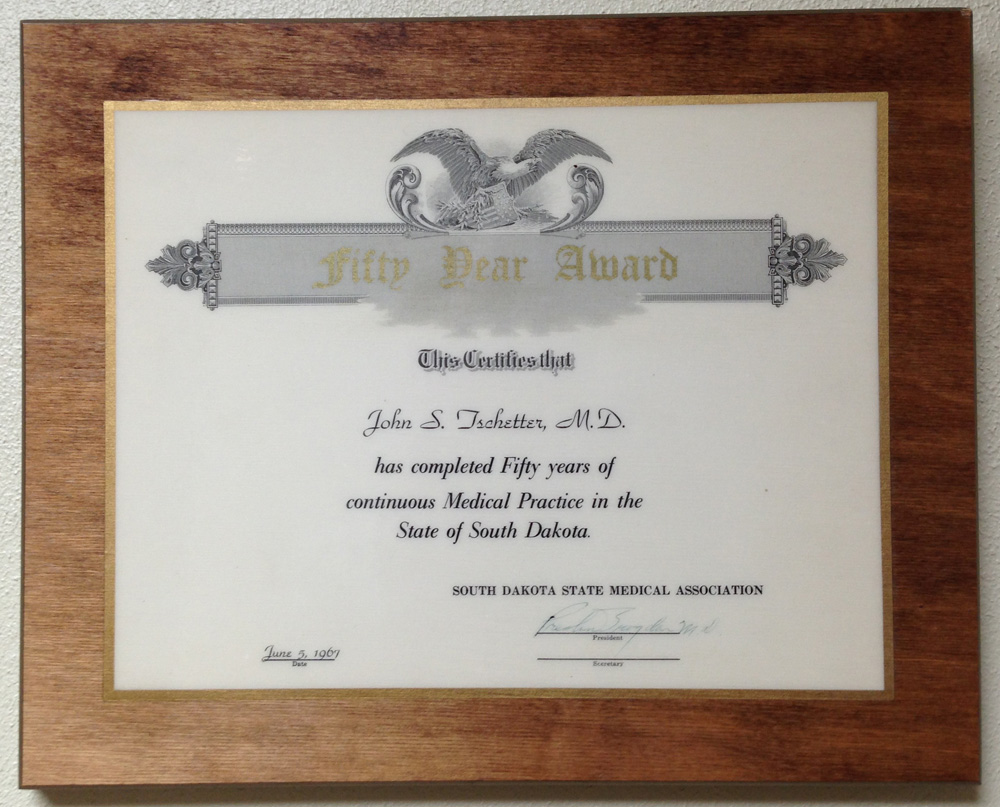 Fifty Year Award
This Certifies that
John S. Tschetter, M.D.
has completed Fifty years of
continuous Medical Practice in the
State of South Dakota.
SOUTH DAKOTA STATE MEDICAL ASSOCIATION
M D
President
June 5, 1967
Date
Secretary